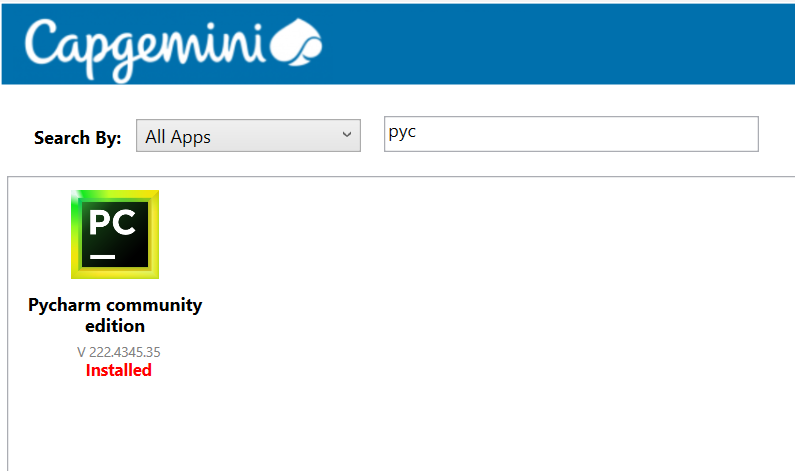 Capgemini
Search By: All Apps pyc
PC
Pycharm community
edition
V 222.4345.35
Installed